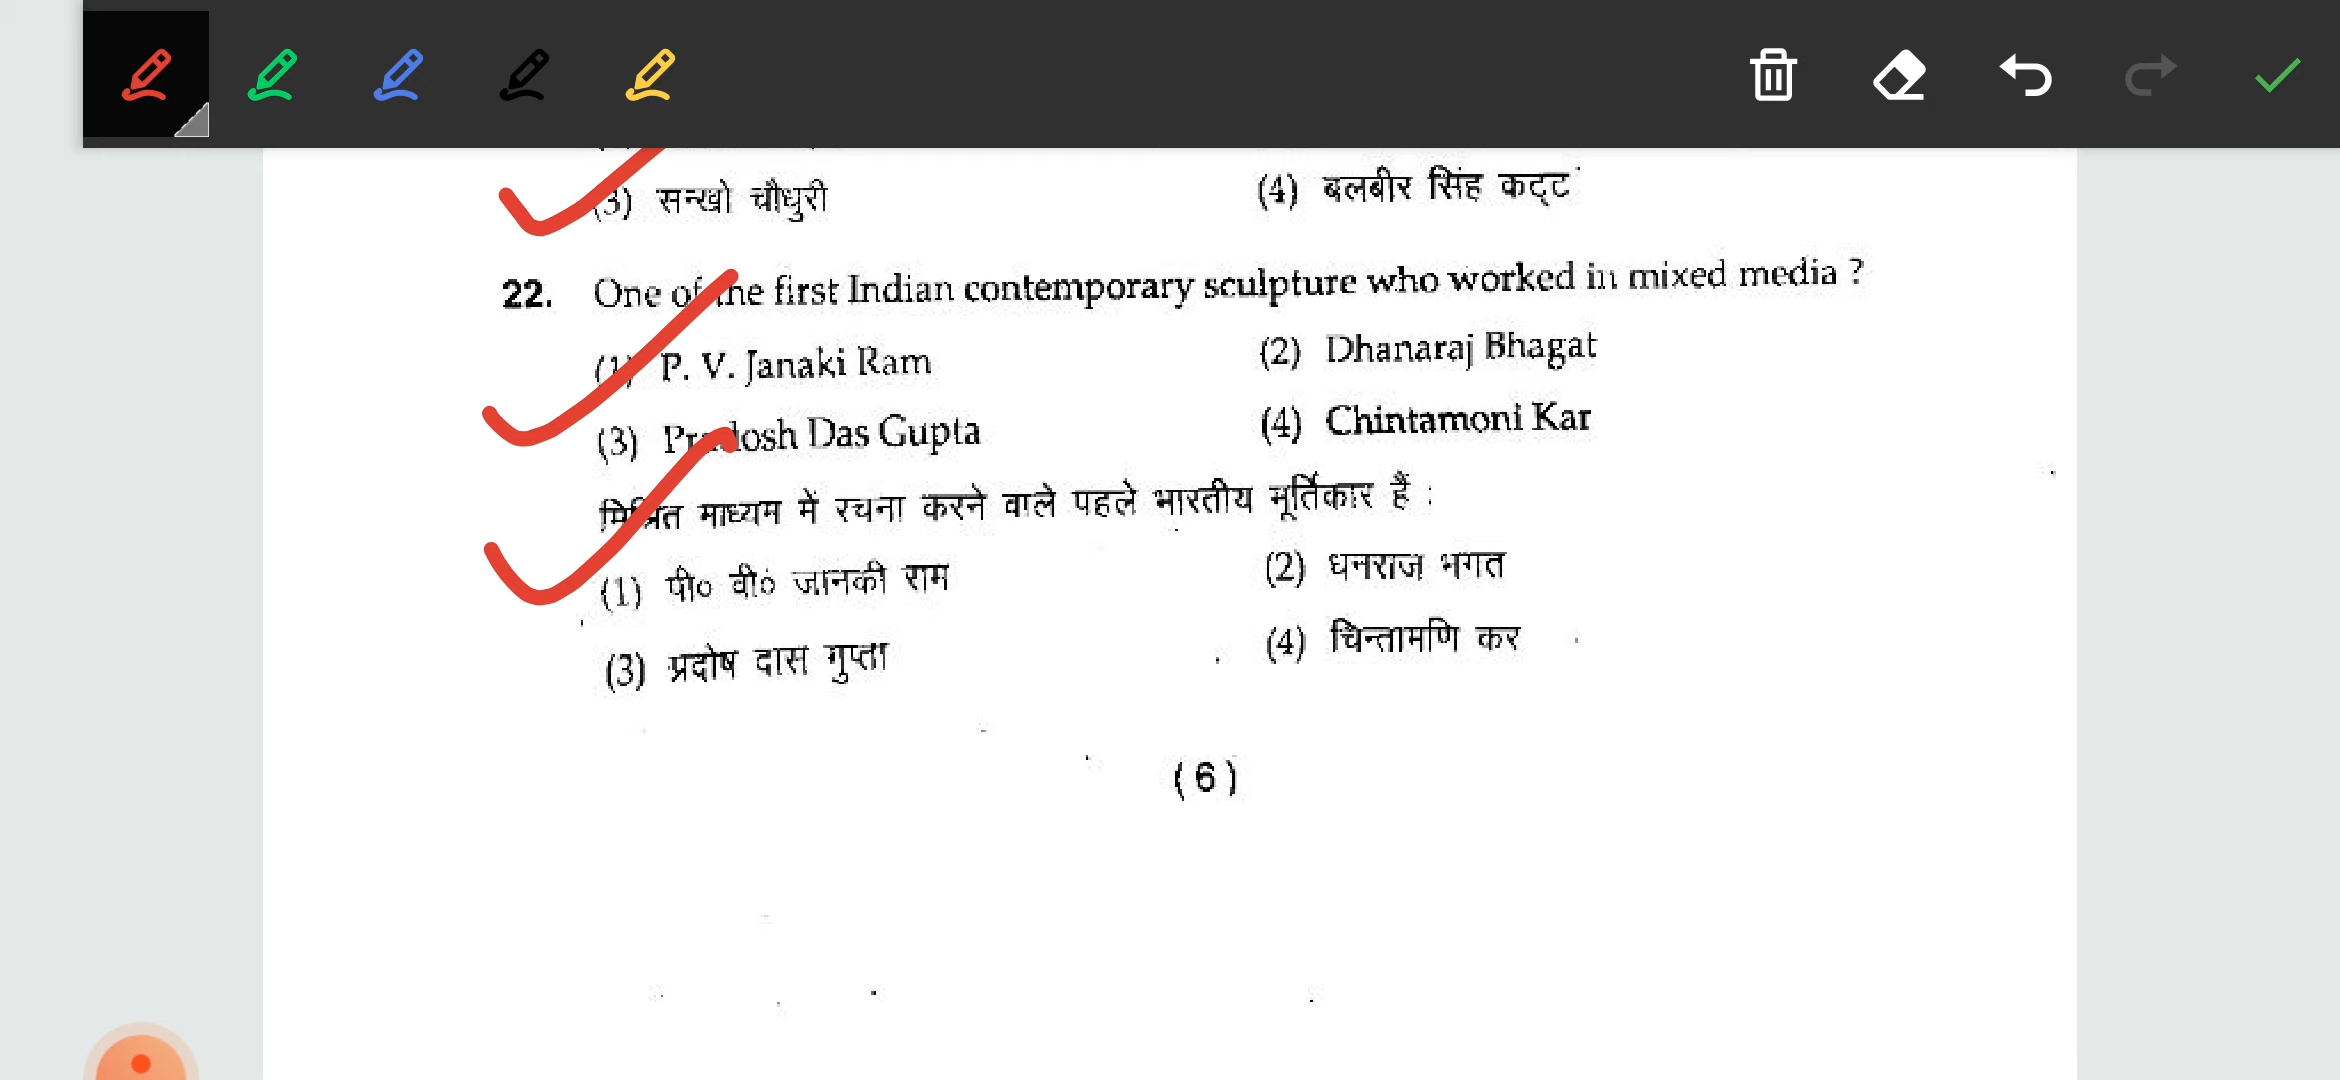 (3) सन्खो चौधुरी (4) बलबीर सिंह कट्ट
22. One of the first Indian contemporary sculpture who worked in mixed media ?
(1) P. V. Janaki Ram (2) Dhanaraj Bhagat
(3) Pradosh Das Gupta (4) Chintamoni Kar
मिश्रित माध्यम में रचना करने वाले पहले भारतीय मूर्तिकार हैं :
(1) पी० वी० जानकी राम (2) धनराज भगत
(3) प्रदोष दास गुप्ता (4) चिन्तामणि कर
( 6 )